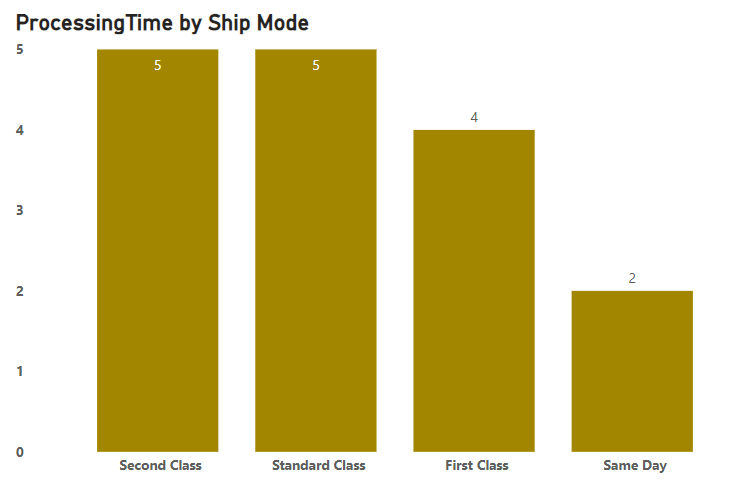 ProcessingTime by Ship Mode
5
4
3
2
1
0
5
5
4
2
Second Class
Standard Class
First Class
Same Day